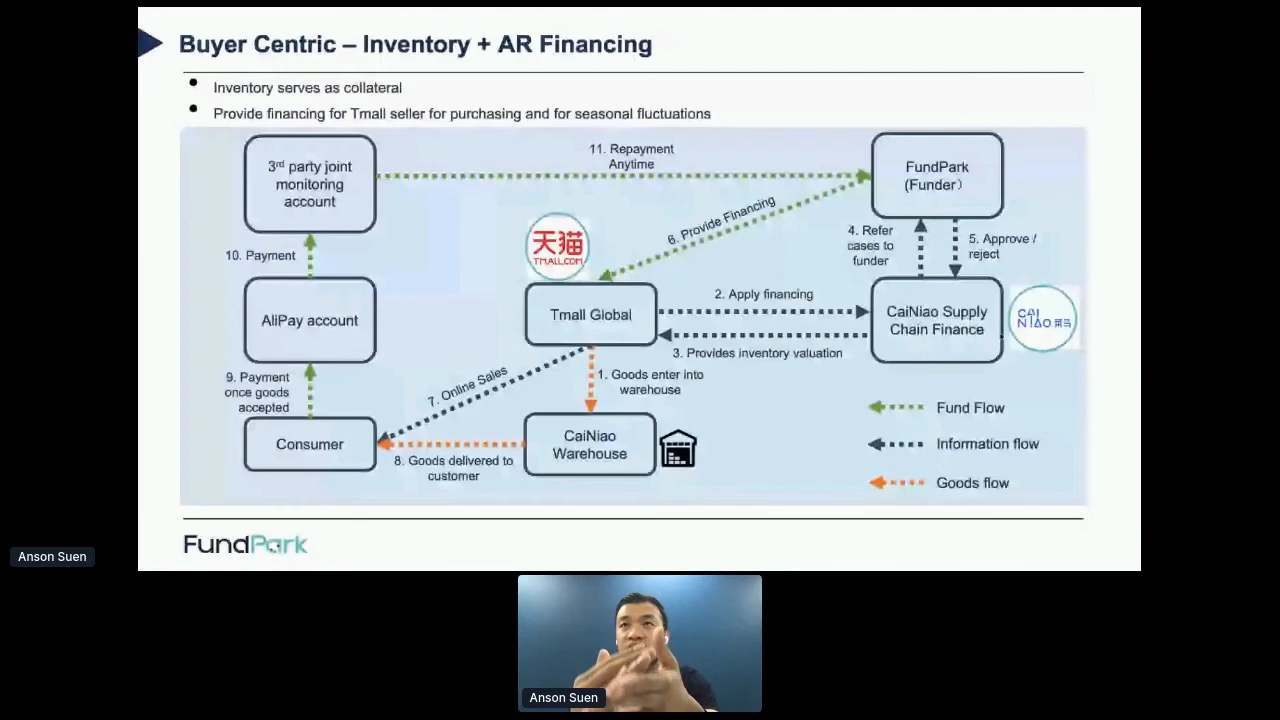 Buyer Centric – Inventory + AR Financing
• Inventory serves as collateral
• Provide financing for Tmall seller for purchasing and for seasonal fluctuations
3rd party joint
monitoring
account
11. Repayment
Anytime
FundPark
(Funder）
6. Provide Financing
天猫
TMALL.COM
4. Refer
cases to
funder
5. Approve /
reject
10. Payment
AliPay account
Tmall Global
2. Apply financing
3. Provides inventory valuation
CaiNiao Supply
Chain Finance
CAI
NIAO 菜鸟
9. Payment
once goods
accepted
7. Online Sales
1. Goods enter into
warehouse
Consumer
8. Goods delivered to
customer
CaiNiao
Warehouse
Fund Flow
Information flow
Goods flow
FundPark
Anson Suen
Anson Suen